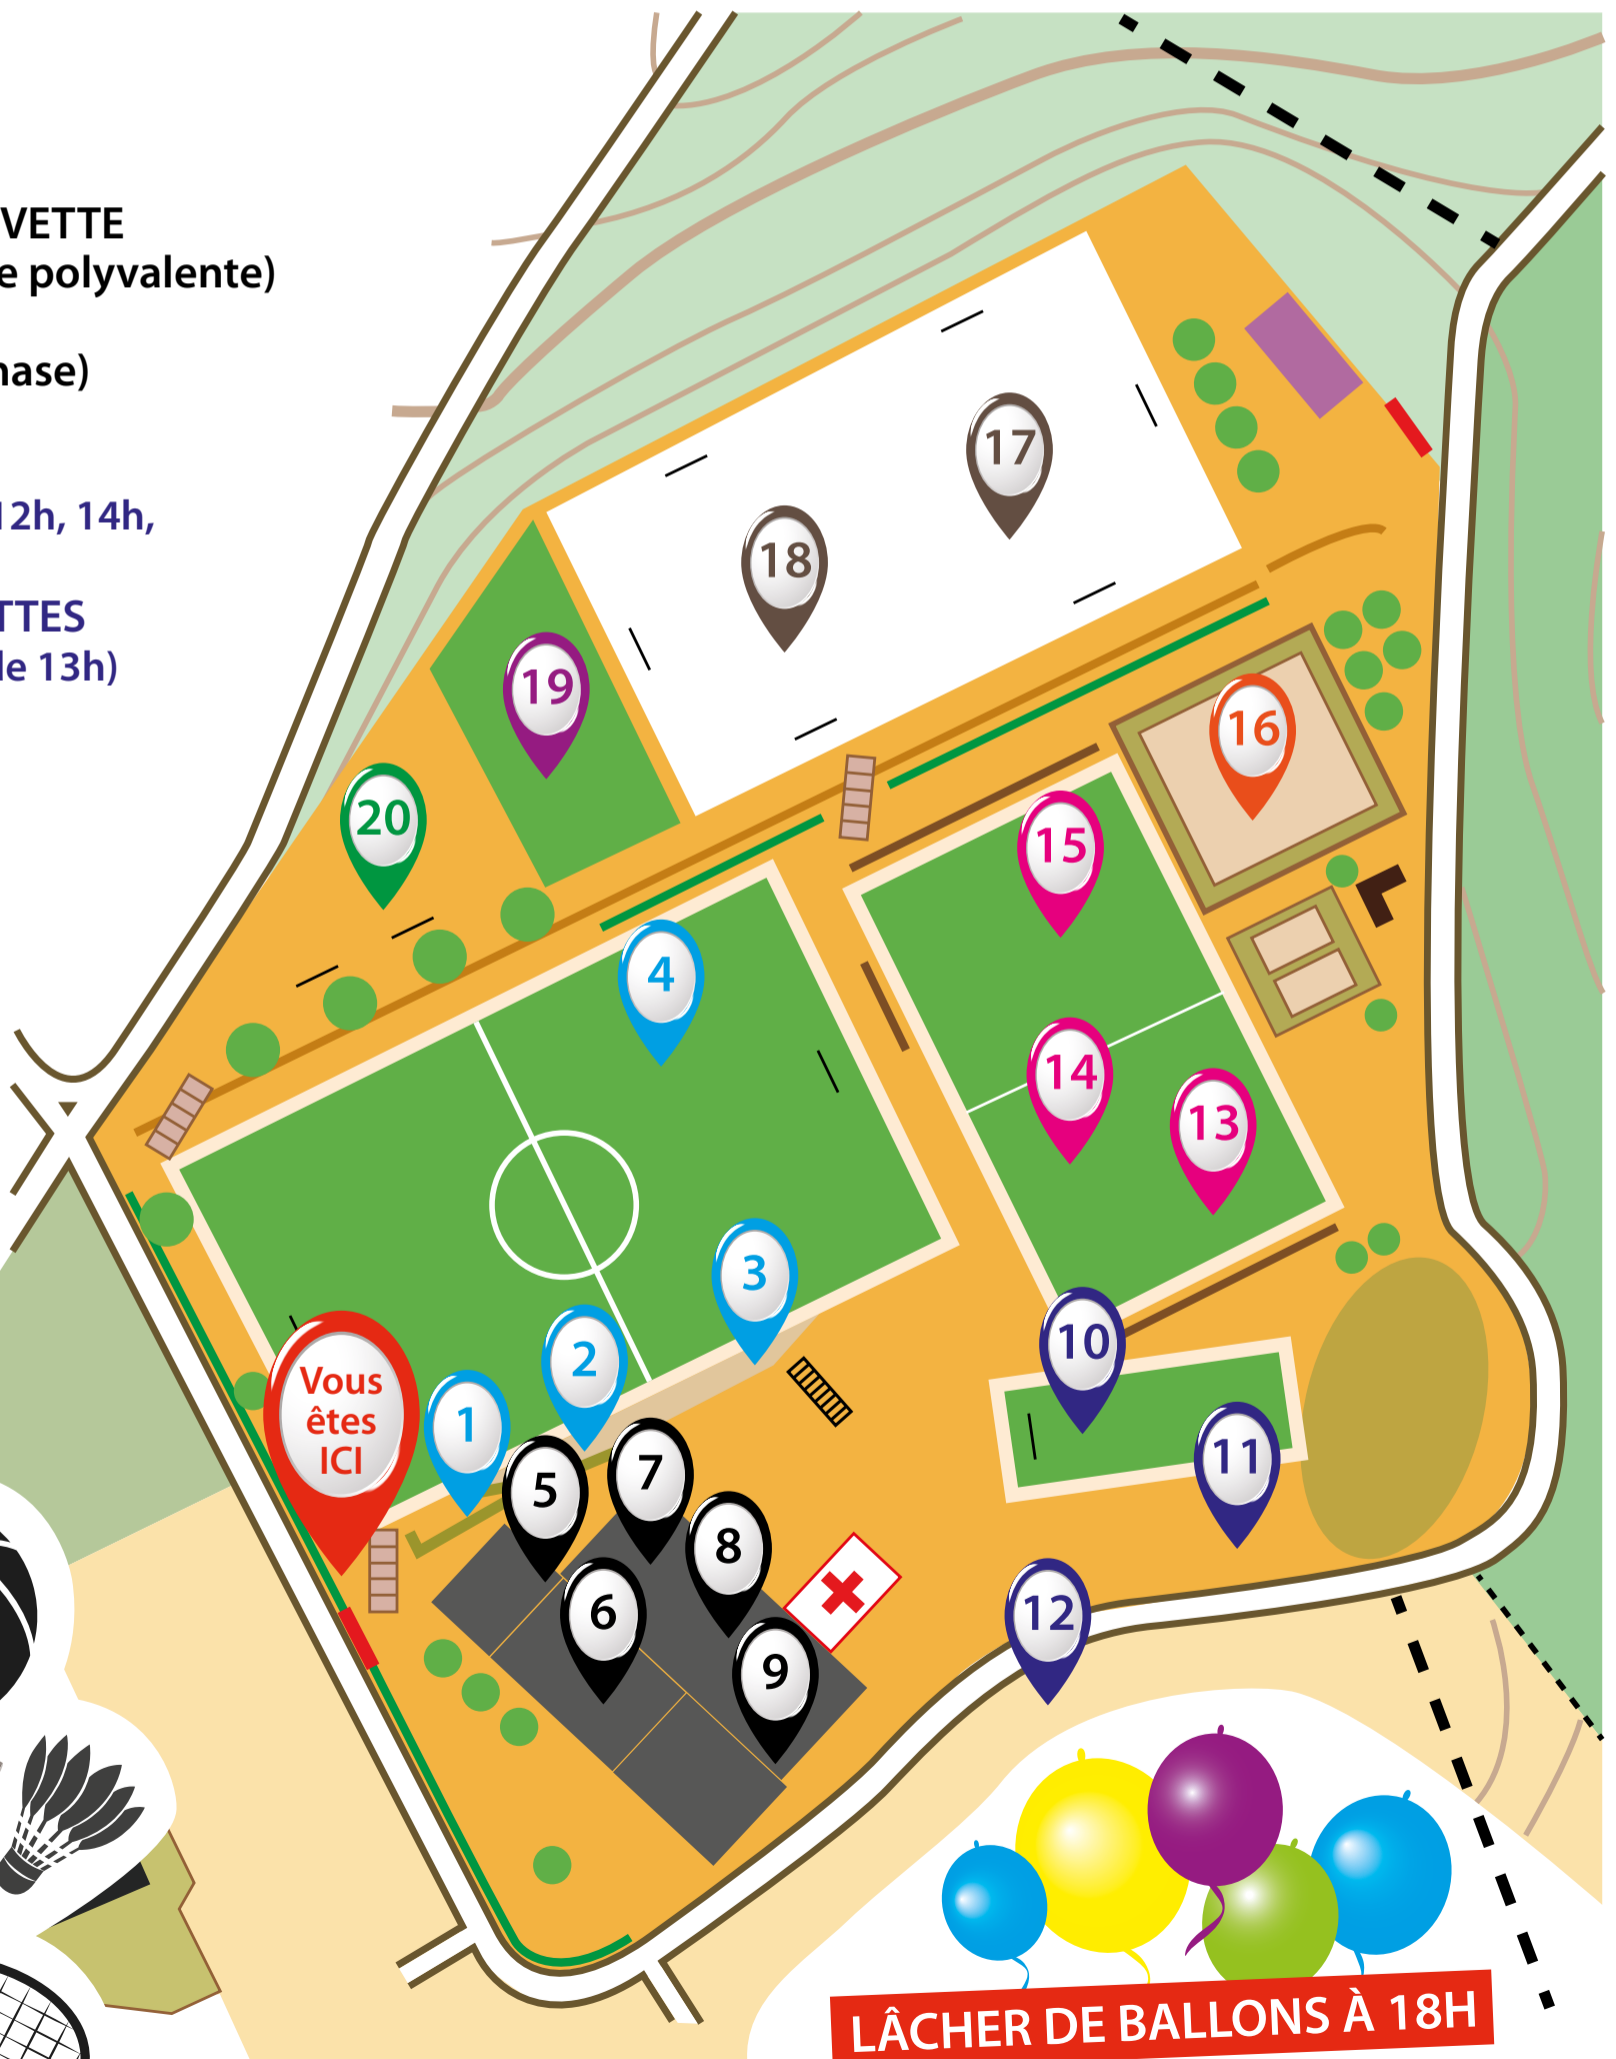 VETTE
e polyvalente)
nase)
12h, 14h,
TTES
le 13h)
17
18
19
16
20
15
4
14
13
3
10
2
Vous
êtes
ICI
1
11
7
5
8
6
12
9
LÂCHER DE BALLONS À 18H